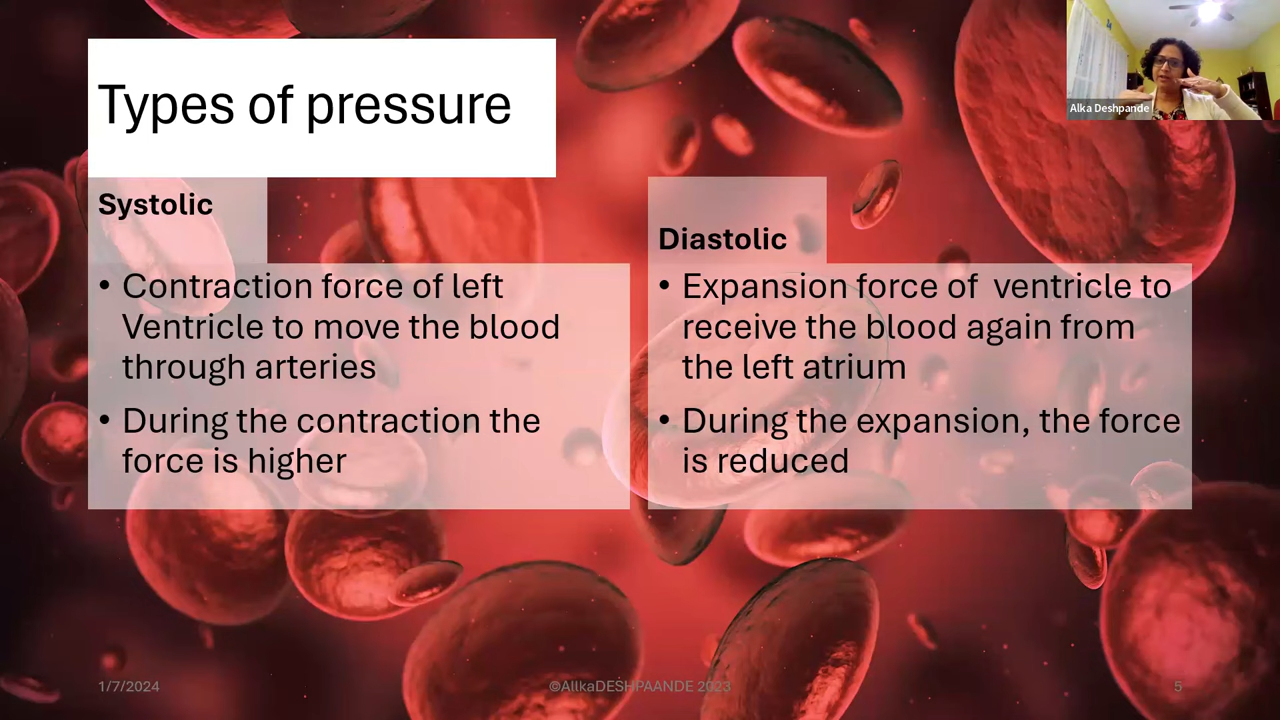 Types of pressure
Alka Deshpande
Systolic
• Contraction force of left
Ventricle to move the blood
through arteries
• During the contraction the
force is higher
Diastolic
• Expansion force of  ventricle to
receive the blood again from
the left atrium
• During the expansion, the force
is reduced
1/7/2024
©AllkaDESHPAANDE 2023
5